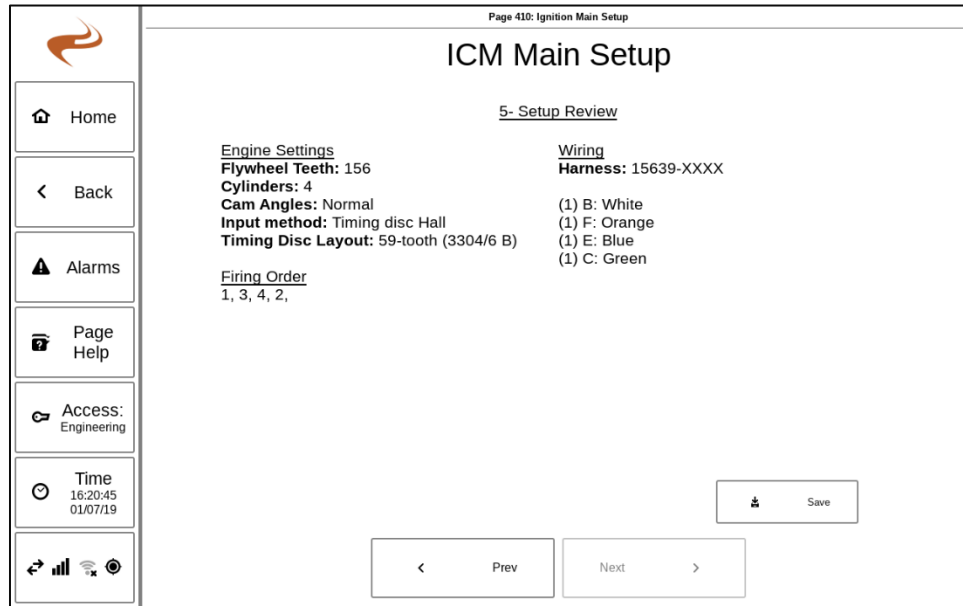 Page 410: Ignition Main Setup
ICM Main Setup
Home
Back
Alarms
Page
Help
Access:
Engineering
Time
16:20:45
01/07/19
5- Setup Review
Engine Settings
Flywheel Teeth: 156
Cylinders: 4
Cam Angles: Normal
Input method: Timing disc Hall
Timing Disc Layout: 59-tooth (3304/6 B)
Firing Order
1, 3, 4, 2,
Wiring
Harness: 15639-XXXX
(1) B: White
(1) F: Orange
(1) E: Blue
(1) C: Green
Save
Prev
Next